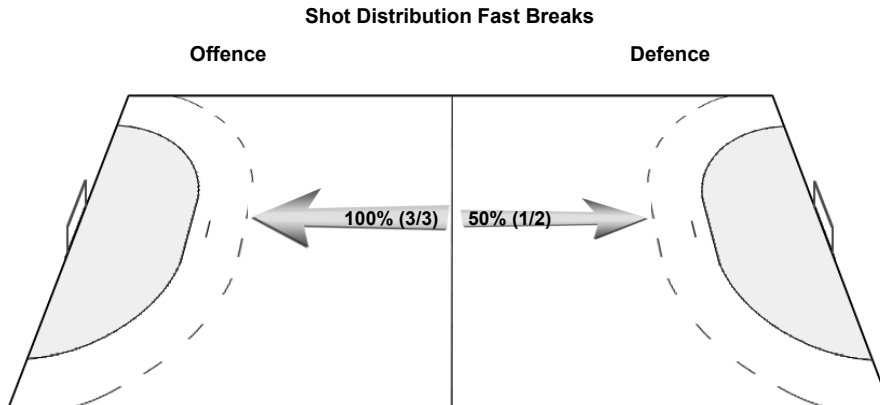 Shot Distribution Fast Breaks
Offence Defence
100% (3/3) 50% (1/2)